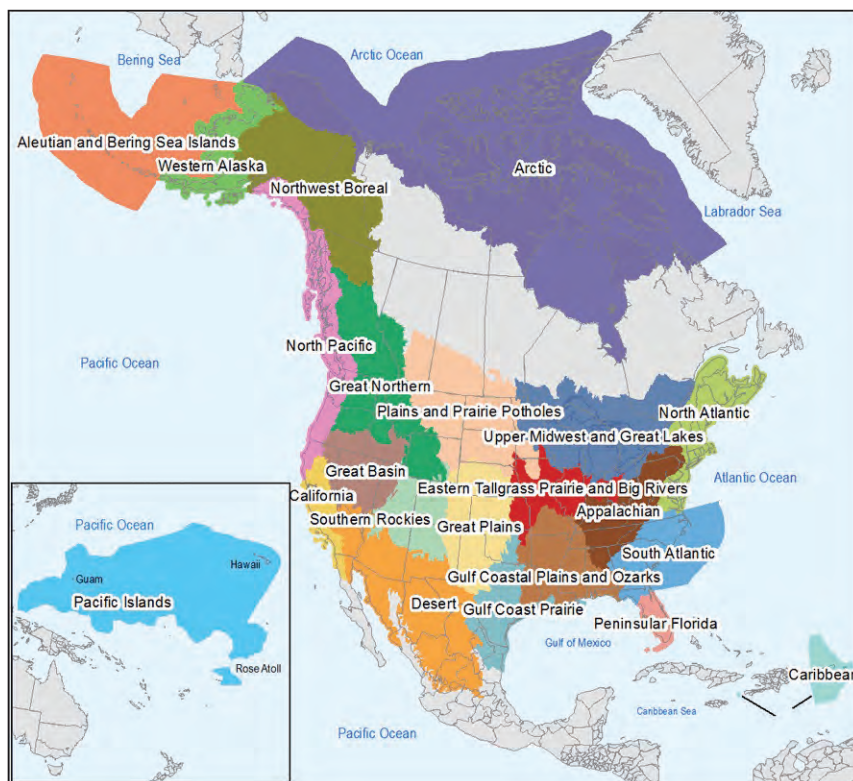 Bering Sea
Arctic Ocean
Aleutian and Bering Sea Islands
Western Alaska
Northwest Boreal
Arctic
Labrador Sea
Pacific Ocean
North Pacific
Great Northern
Plains and Prairie Potholes
North Atlantic
Upper Midwest and Great Lakes
Great Basin
Atlantic Ocean
California
Eastern Tallgrass Prairie and Big Rivers
Southern Rockies
Appalachian
Great Plains
South Atlantic
Gulf Coastal Plains and Ozarks
Desert
Gulf Coast Prairie
Peninsular Florida
Gulf of Mexico
Caribbean
Caribbean Sea
Pacific Ocean
Pacific Ocean
Hawaii
Guam
Pacific Islands
Rose Atoll